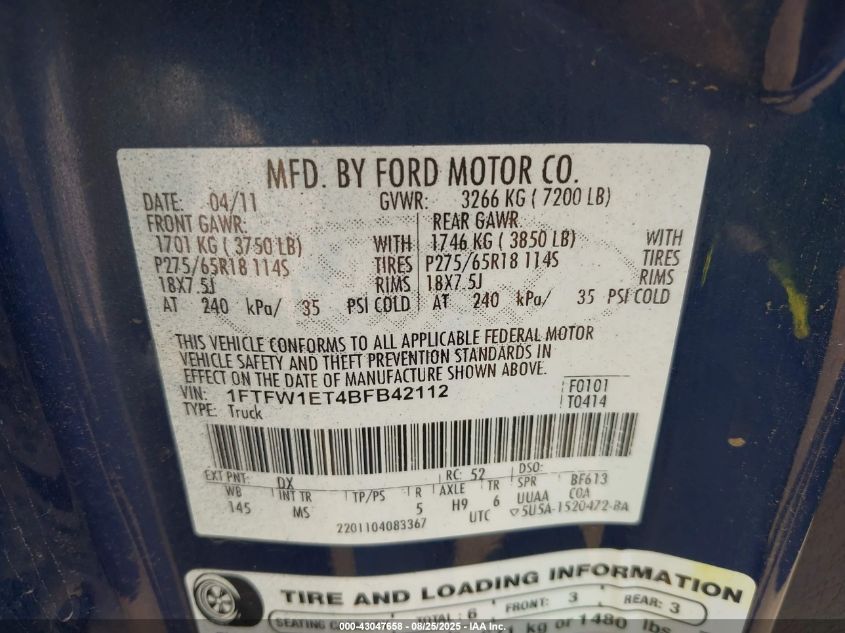 MFD. BY FORD MOTOR CO.
DATE: 04/11 GVWR: 3266 KG ( 7200 LB)
FRONT GAWR: REAR GAWR:
1701 KG ( 3750 LB) WITH 1746 KG ( 3850 LB) WITH
P275/65R18 114S TIRES P275/65R18 114S TIRES
18X7.5J RIMS 18X7.5J RIMS
AT 240 kPa/ 35 PSI COLD AT 240 kPa/ 35 PSI COLD
THIS VEHICLE CONFORMS TO ALL APPLICABLE FEDERAL MOTOR
VEHICLE SAFETY AND THEFT PREVENTION STANDARDS IN
EFFECT ON THE DATE OF MANUFACTURE SHOWN ABOVE.
VIN: 1FTFW1ET4BFB42112 F0101
TYPE: Truck T0414
EXT PNT: DX RC: 52 DSO:
WB INT TR TP/PS R AXLE TR SPR BF613
145 MS 5 H9 6 UUAA COA
2201104083367 UTC ▽5U5A-1520472-BA
TIRE AND LOADING INFORMATION
SEATING TOTAL: 6 FRONT: 3 REAR: 3
kg or 1480 lbs
000-43047658 - 08/25/2025 - Copyright IAA, Inc.